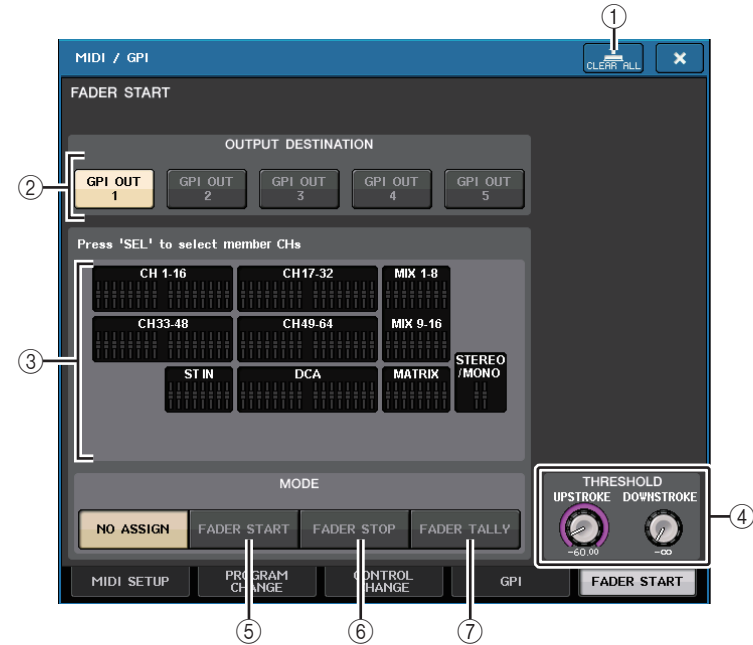 ①
MIDI / GPI
CLEAR ALL
×
FADER START
OUTPUT DESTINATION
②
GPI OUT 1
GPI OUT 2
GPI OUT 3
GPI OUT 4
GPI OUT 5
Press 'SEL' to select member CHs
CH 1-16
CH17-32
MIX 1-8
CH33-48
CH49-64
MIX 9-16
③
ST IN
DCA
MATRIX
STEREO /MONO
MODE
NO ASSIGN
FADER START
FADER STOP
FADER TALLY
THRESHOLD
UPSTROKE DOWNSTROKE
-60.00
-∞
④
MIDI SETUP
PROGRAM CHANGE
CONTROL CHANGE
GPI
FADER START
⑤
⑥
⑦